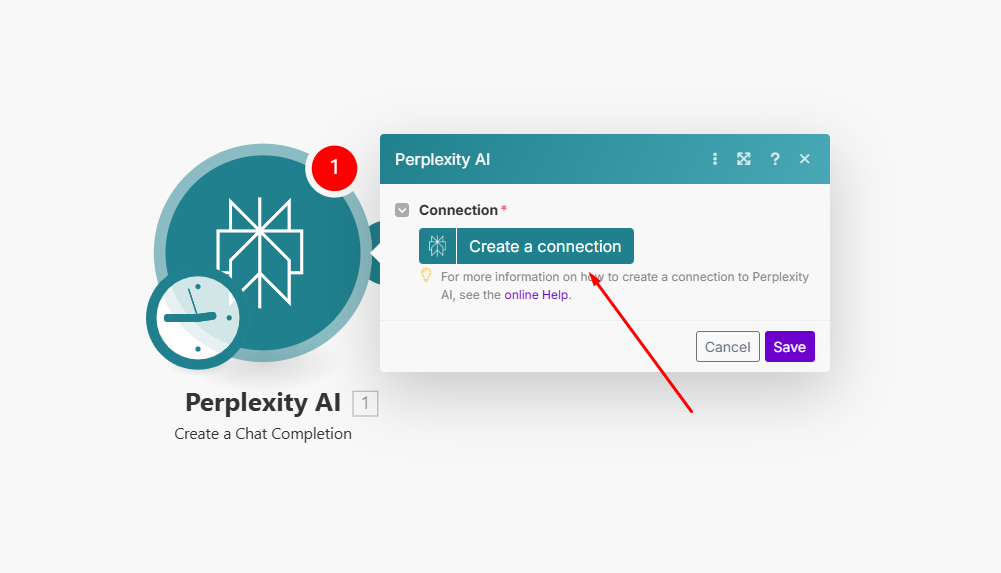 1
Perplexity AI
?
Connection *
Create a connection
For more information on how to create a connection to Perplexity
AI, see the online Help.
Cancel
Save
Perplexity AI 1
Create a Chat Completion